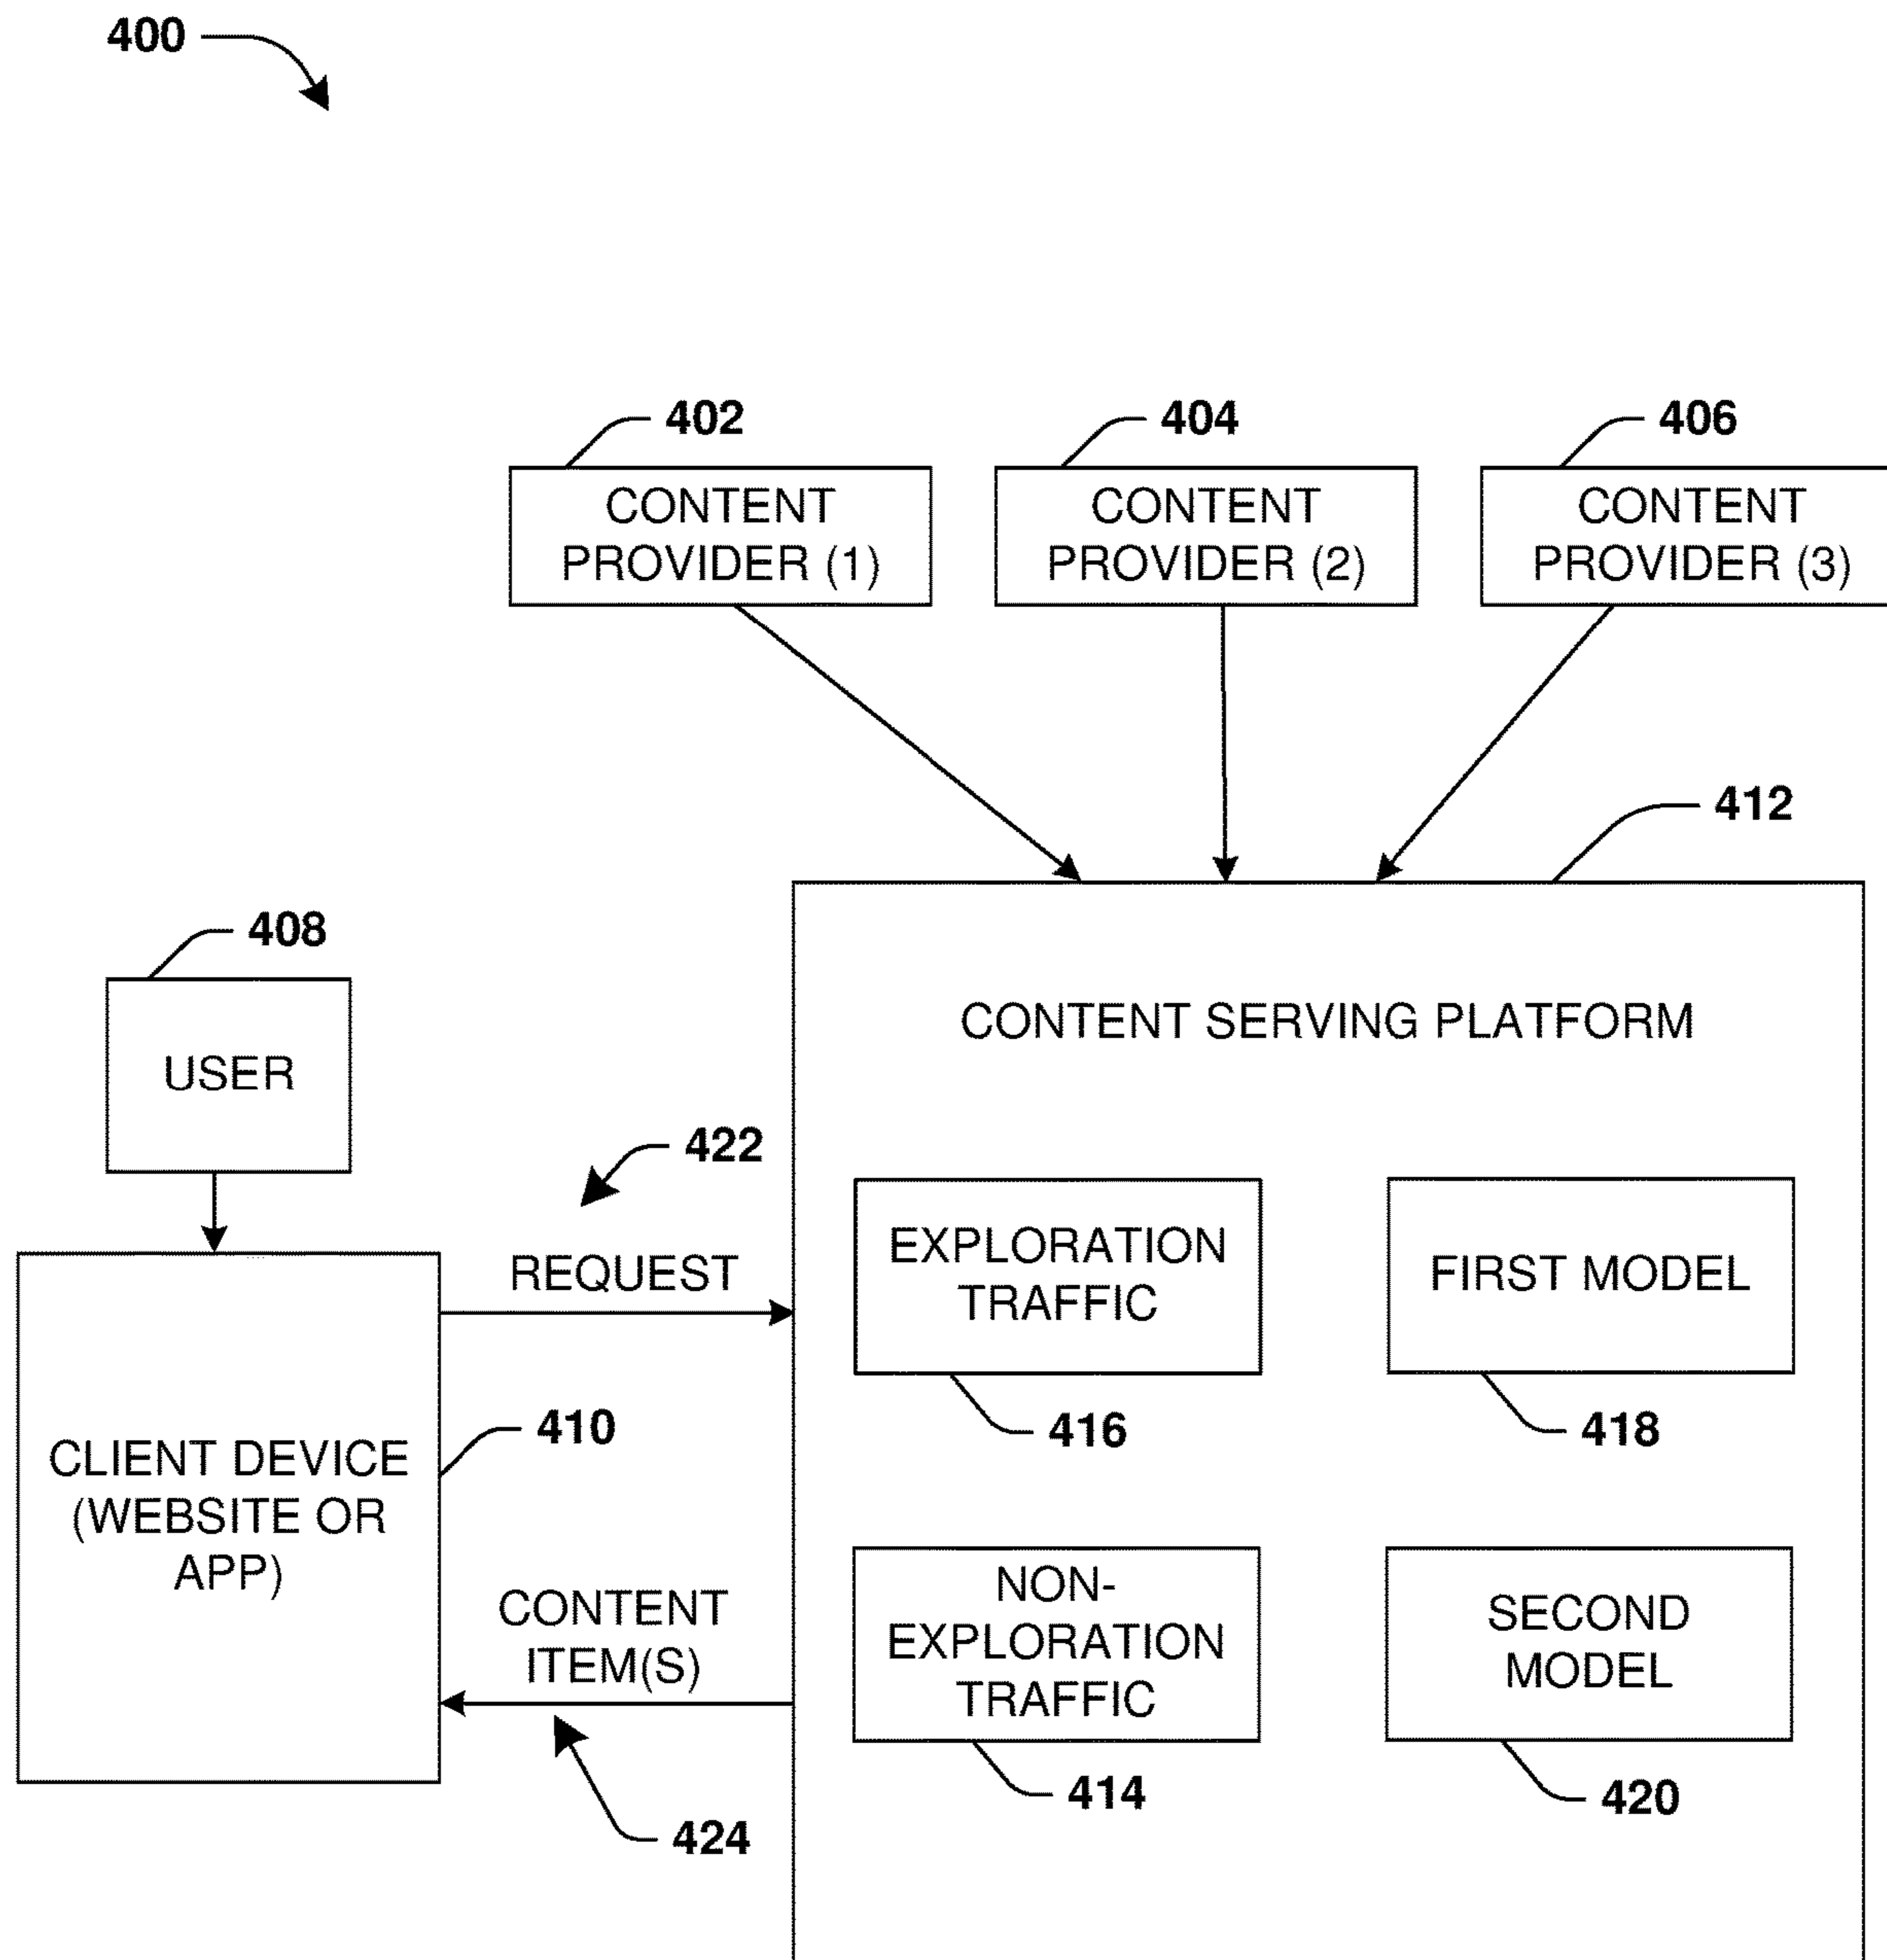 400
402
404
406
CONTENT
PROVIDER (1)
CONTENT
PROVIDER (2)
CONTENT
PROVIDER (3)
412
408
USER
CONTENT SERVING PLATFORM
422
REQUEST
EXPLORATION
TRAFFIC
FIRST MODEL
416
418
410
CLIENT DEVICE
(WEBSITE OR
APP)
CONTENT
ITEM(S)
NON-
EXPLORATION
TRAFFIC
SECOND
MODEL
414
420
424